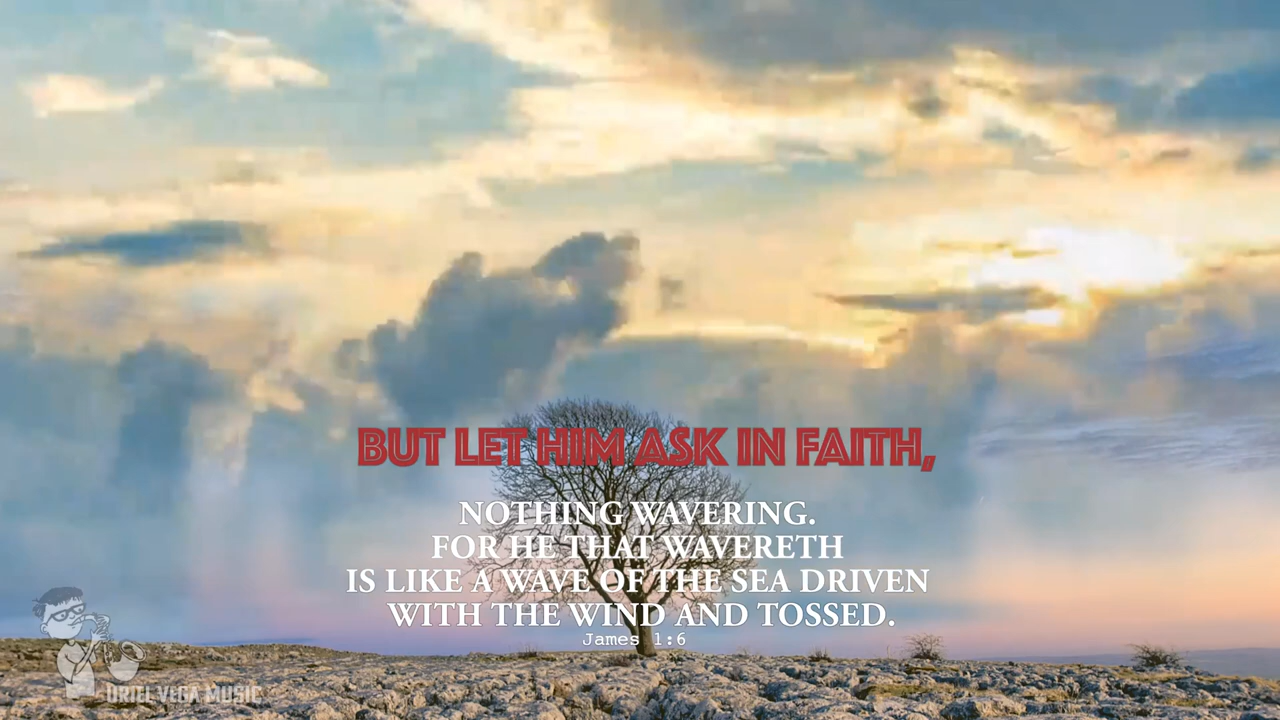 BUT LET HIM ASK IN FAITH,
NOTHING WAVERING.
FOR HE THAT WAVERETH
IS LIKE A WAVE OF THE SEA DRIVEN
WITH THE WIND AND TOSSED.
James 1:6
ORIEL VEGA MUSIC